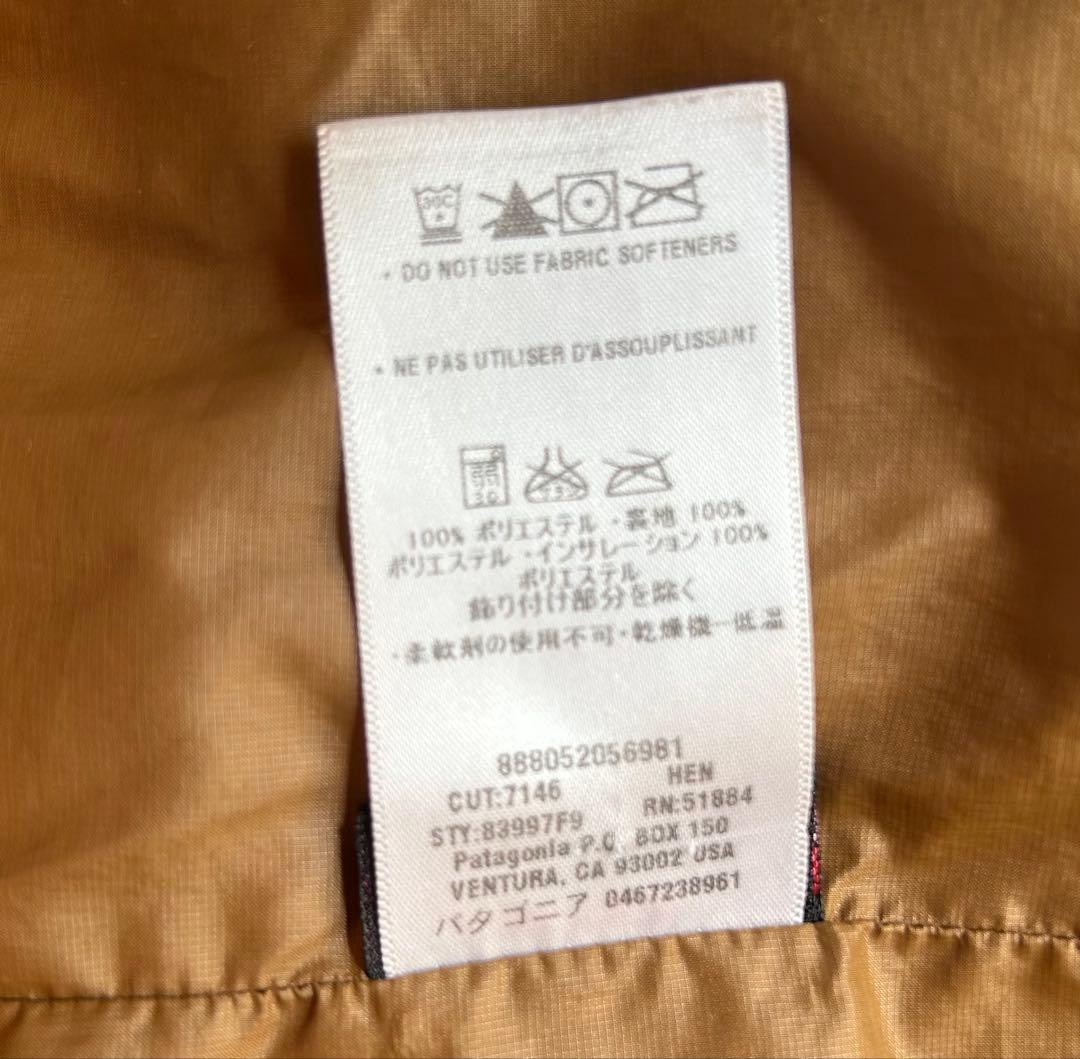 30C
• DO NOT USE FABRIC SOFTENERS
• NE PAS UTILISER D'ASSOUPLISSANT
弱
30
100% ポリエステル ・裏地 100%
ポリエステル ・インサレーション 100%
ポリエステル
飾り付け部分を除く
・柔軟剤の使用不可・乾燥機－低温
888052056981
CUT:7146 HEN
STY:83997F9 RN:51884
Patagonia P.O. BOX 150
VENTURA, CA 93002 USA
パタゴニア 0467238961